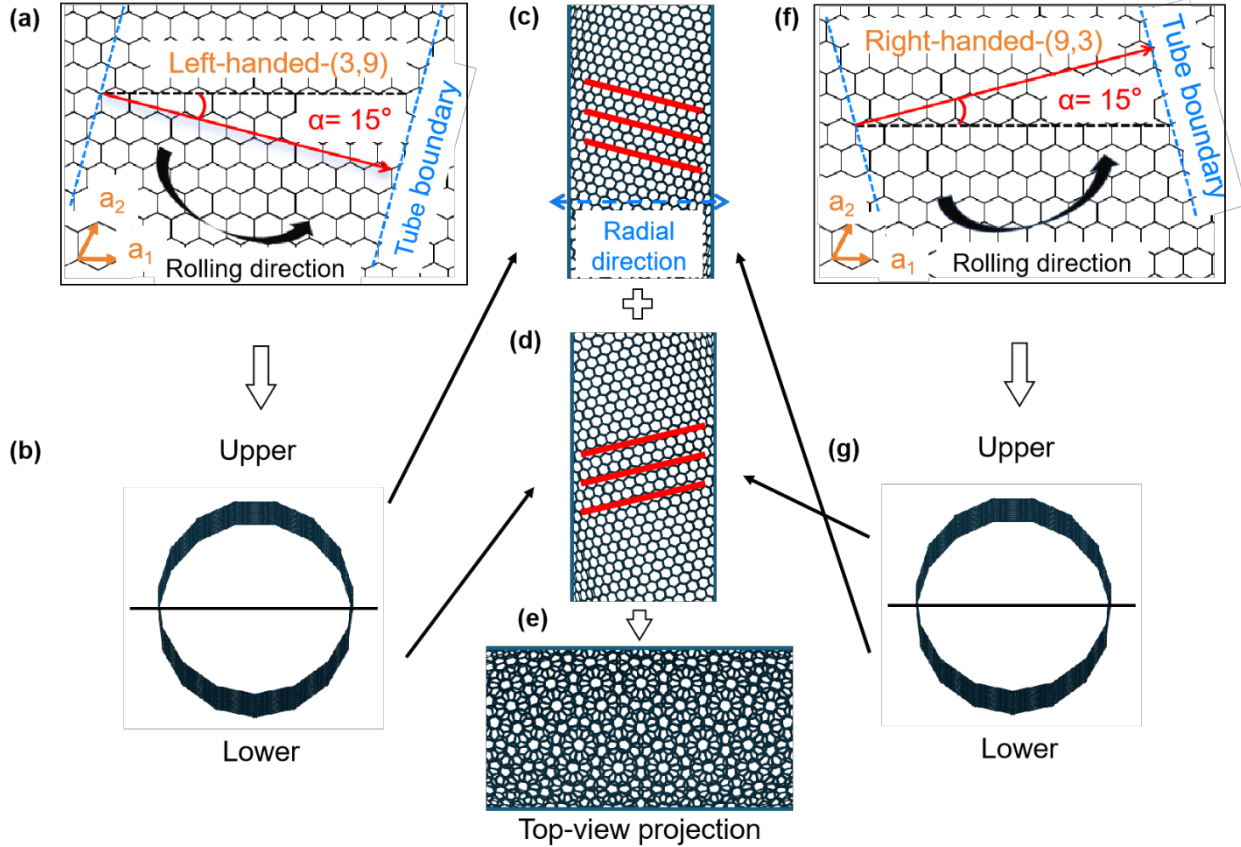 (a)
Left-handed-(3,9)
α= 15°
Tube boundary
a₂
a₁
Rolling direction
(b)
Upper
Lower
(c)
Radial
direction
(d)
(e)
Top-view projection
(f)
Right-handed-(9,3)
α= 15°
Tube boundary
a₂
a₁
Rolling direction
(g)
Upper
Lower